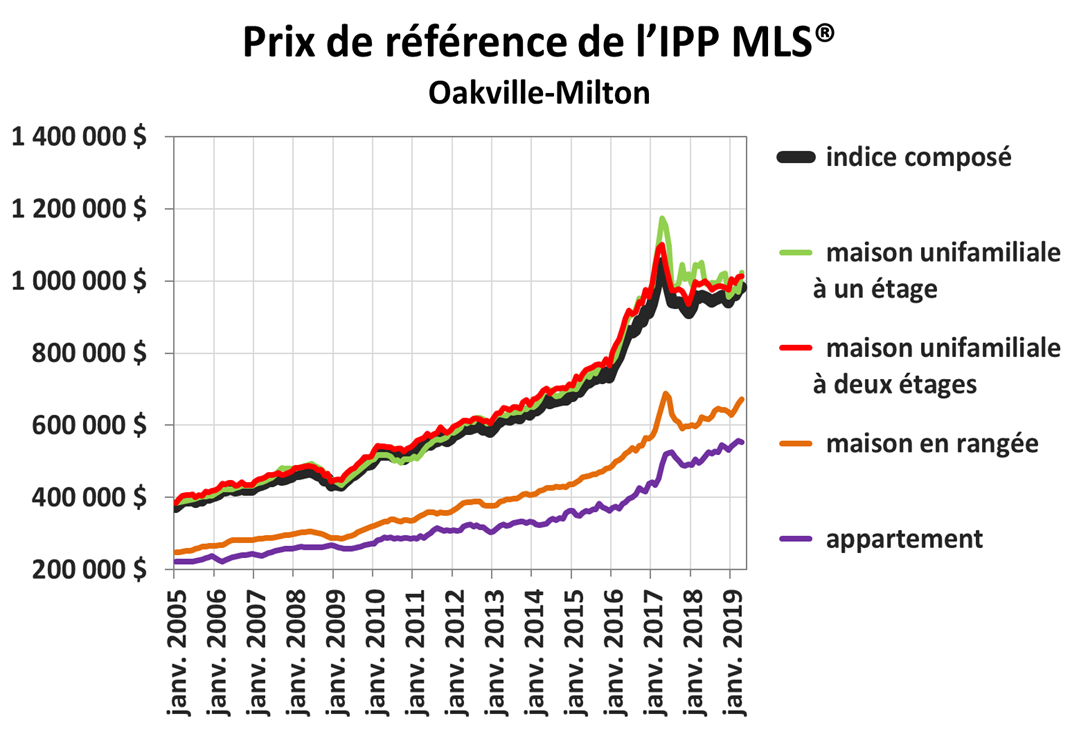 Prix de référence de l’IPP MLS®
Oakville-Milton
1 400 000 $
1 200 000 $
1 000 000 $
800 000 $
600 000 $
400 000 $
200 000 $
janv. 2005
janv. 2006
janv. 2007
janv. 2008
janv. 2009
janv. 2010
janv. 2011
janv. 2012
janv. 2013
janv. 2014
janv. 2015
janv. 2016
janv. 2017
janv. 2018
janv. 2019
indice composé
maison unifamiliale
à un étage
maison unifamiliale
à deux étages
maison en rangée
appartement